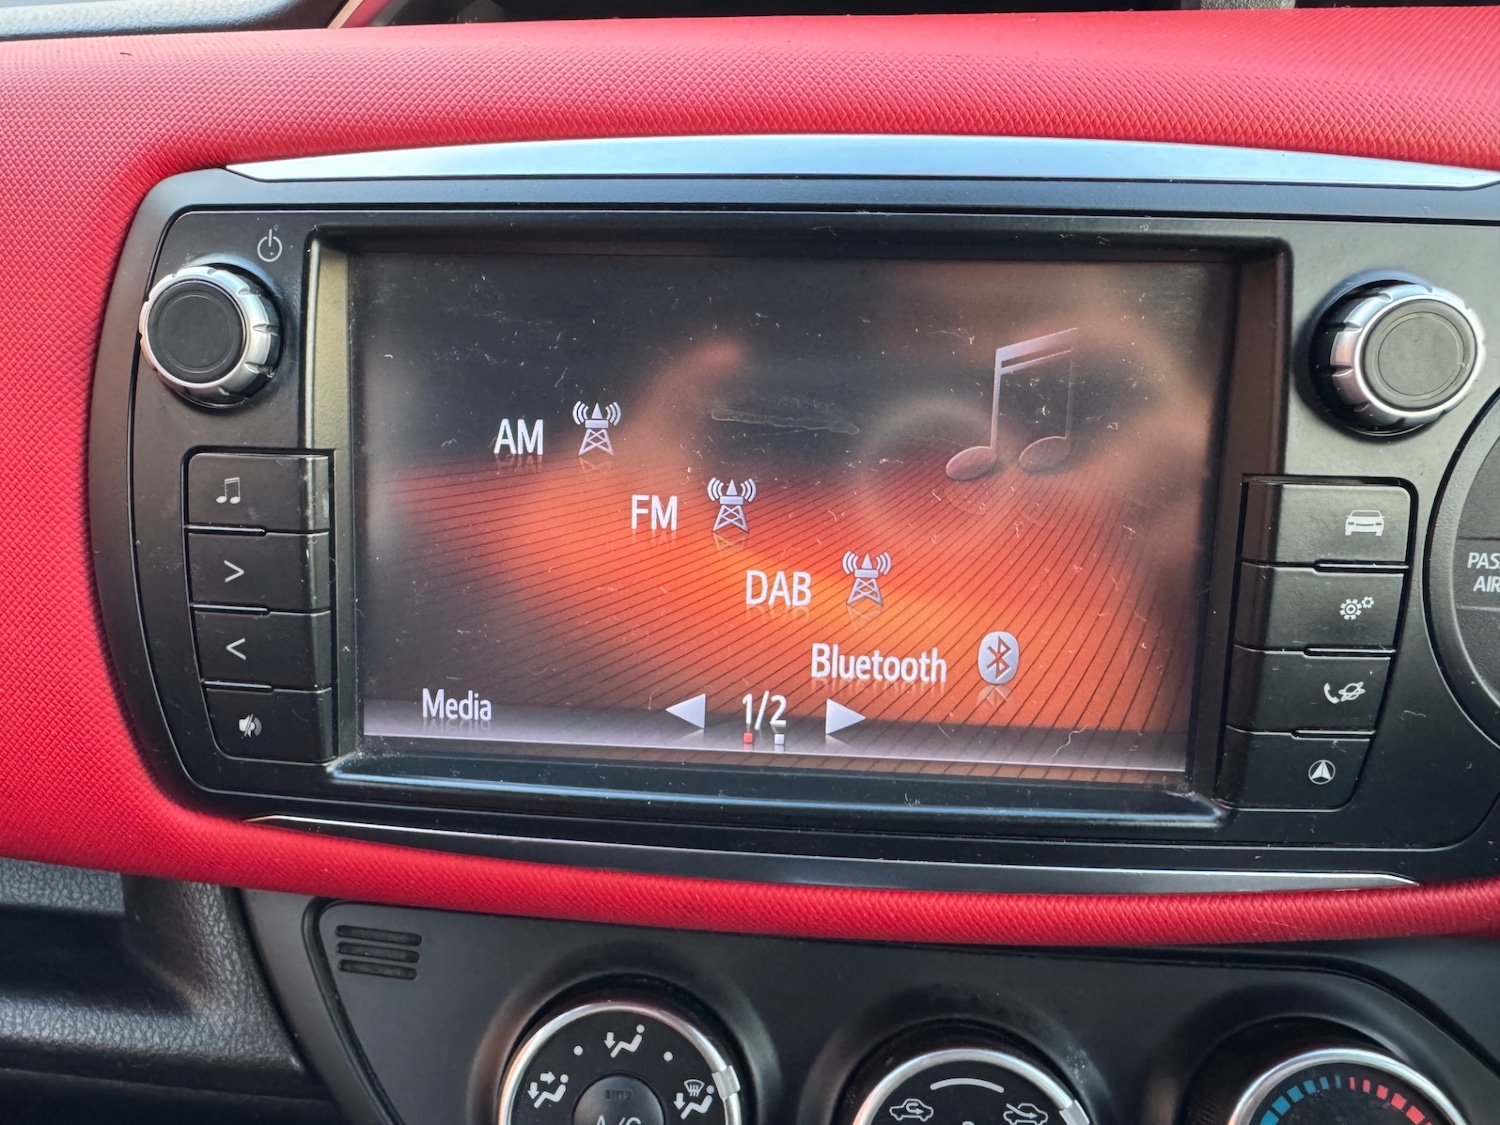 AM
FM
DAB
Bluetooth
Media
1/2
>
<